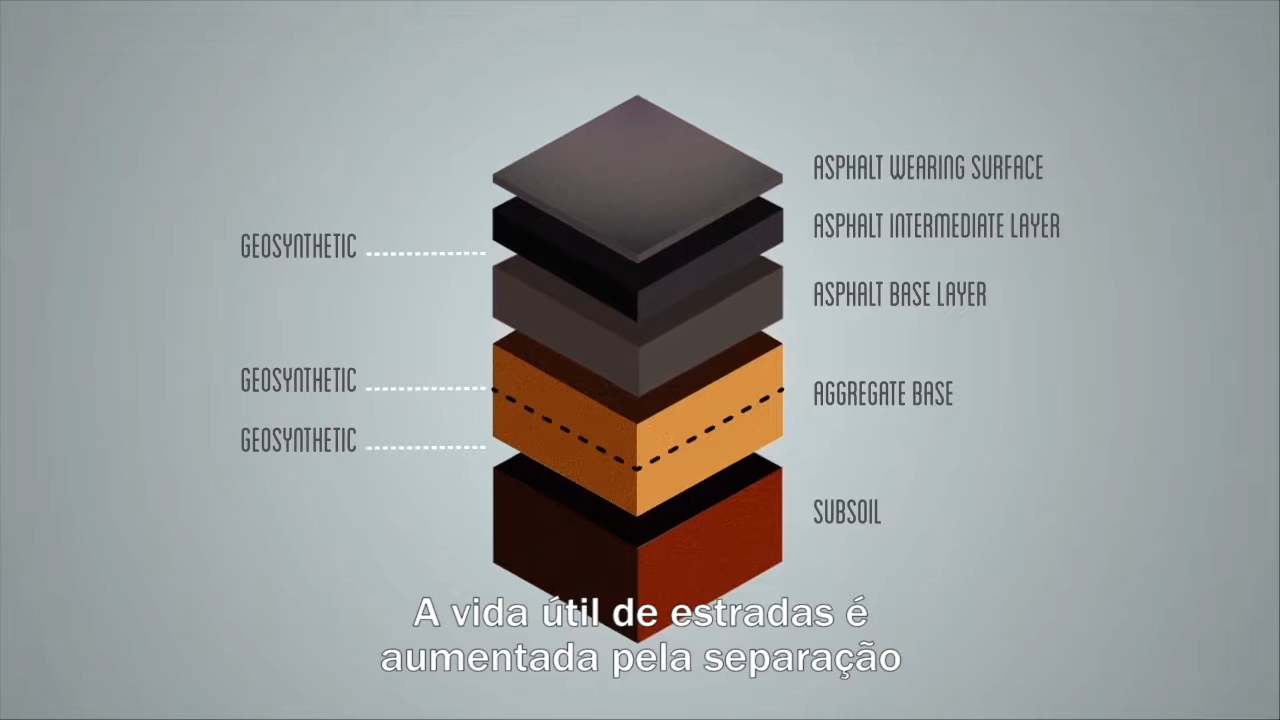 ASPHALT WEARING SURFACE
ASPHALT INTERMEDIATE LAYER
GEOSYNTHETIC
ASPHALT BASE LAYER
GEOSYNTHETIC
AGGREGATE BASE
GEOSYNTHETIC
SUBSOIL
A vida útil de estradas é
aumentada pela separação